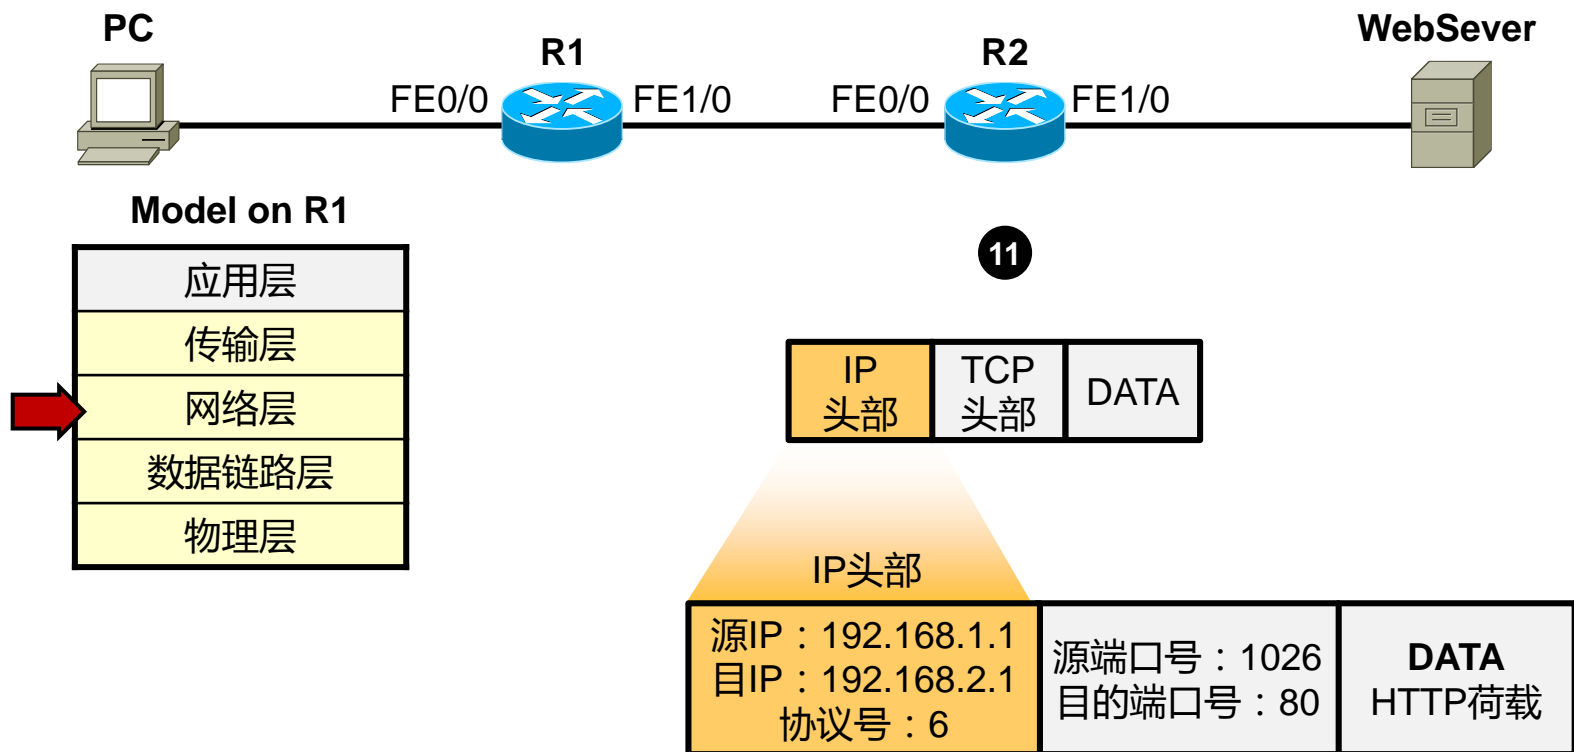 PC
R1
R2
WebSever
FE0/0
FE1/0
FE0/0
FE1/0
Model on R1
应用层
传输层
网络层
数据链路层
物理层
11
IP
头部
TCP
头部
DATA
IP头部
源IP：192.168.1.1
目IP：192.168.2.1
协议号：6
源端口号：1026
目的端口号：80
DATA
HTTP荷载